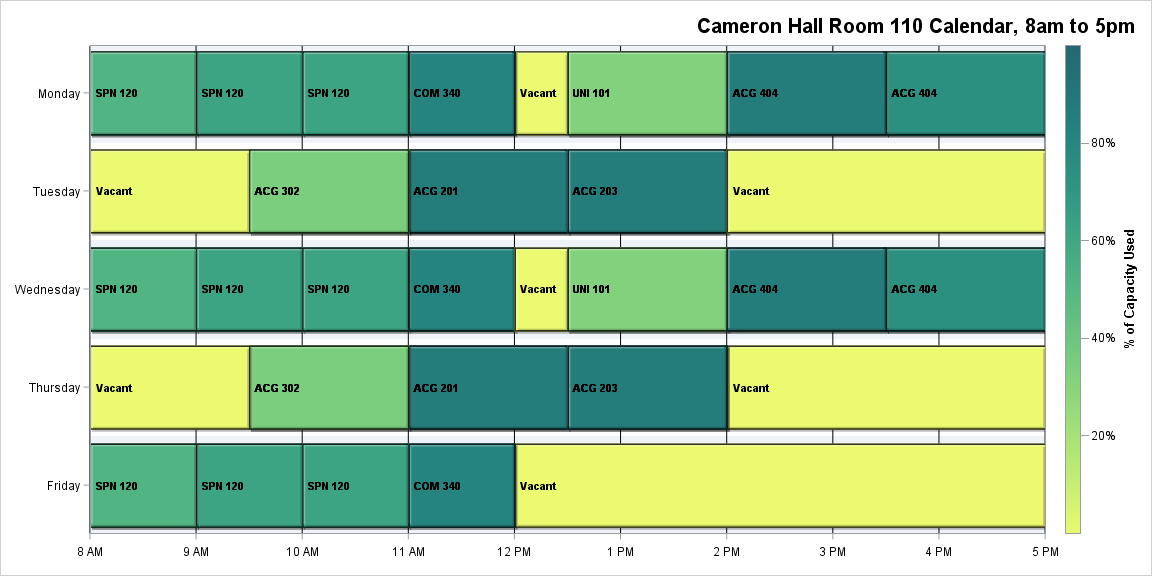 Cameron Hall Room 110 Calendar, 8am to 5pm
Monday
SPN 120
SPN 120
SPN 120
COM 340
Vacant
UNI 101
ACG 404
ACG 404
Tuesday
Vacant
ACG 302
ACG 201
ACG 203
Vacant
Wednesday
SPN 120
SPN 120
SPN 120
COM 340
Vacant
UNI 101
ACG 404
ACG 404
Thursday
Vacant
ACG 302
ACG 201
ACG 203
Vacant
Friday
SPN 120
SPN 120
SPN 120
COM 340
Vacant
8 AM
9 AM
10 AM
11 AM
12 PM
1 PM
2 PM
3 PM
4 PM
5 PM
80%
60%
40%
20%
% of Capacity Used